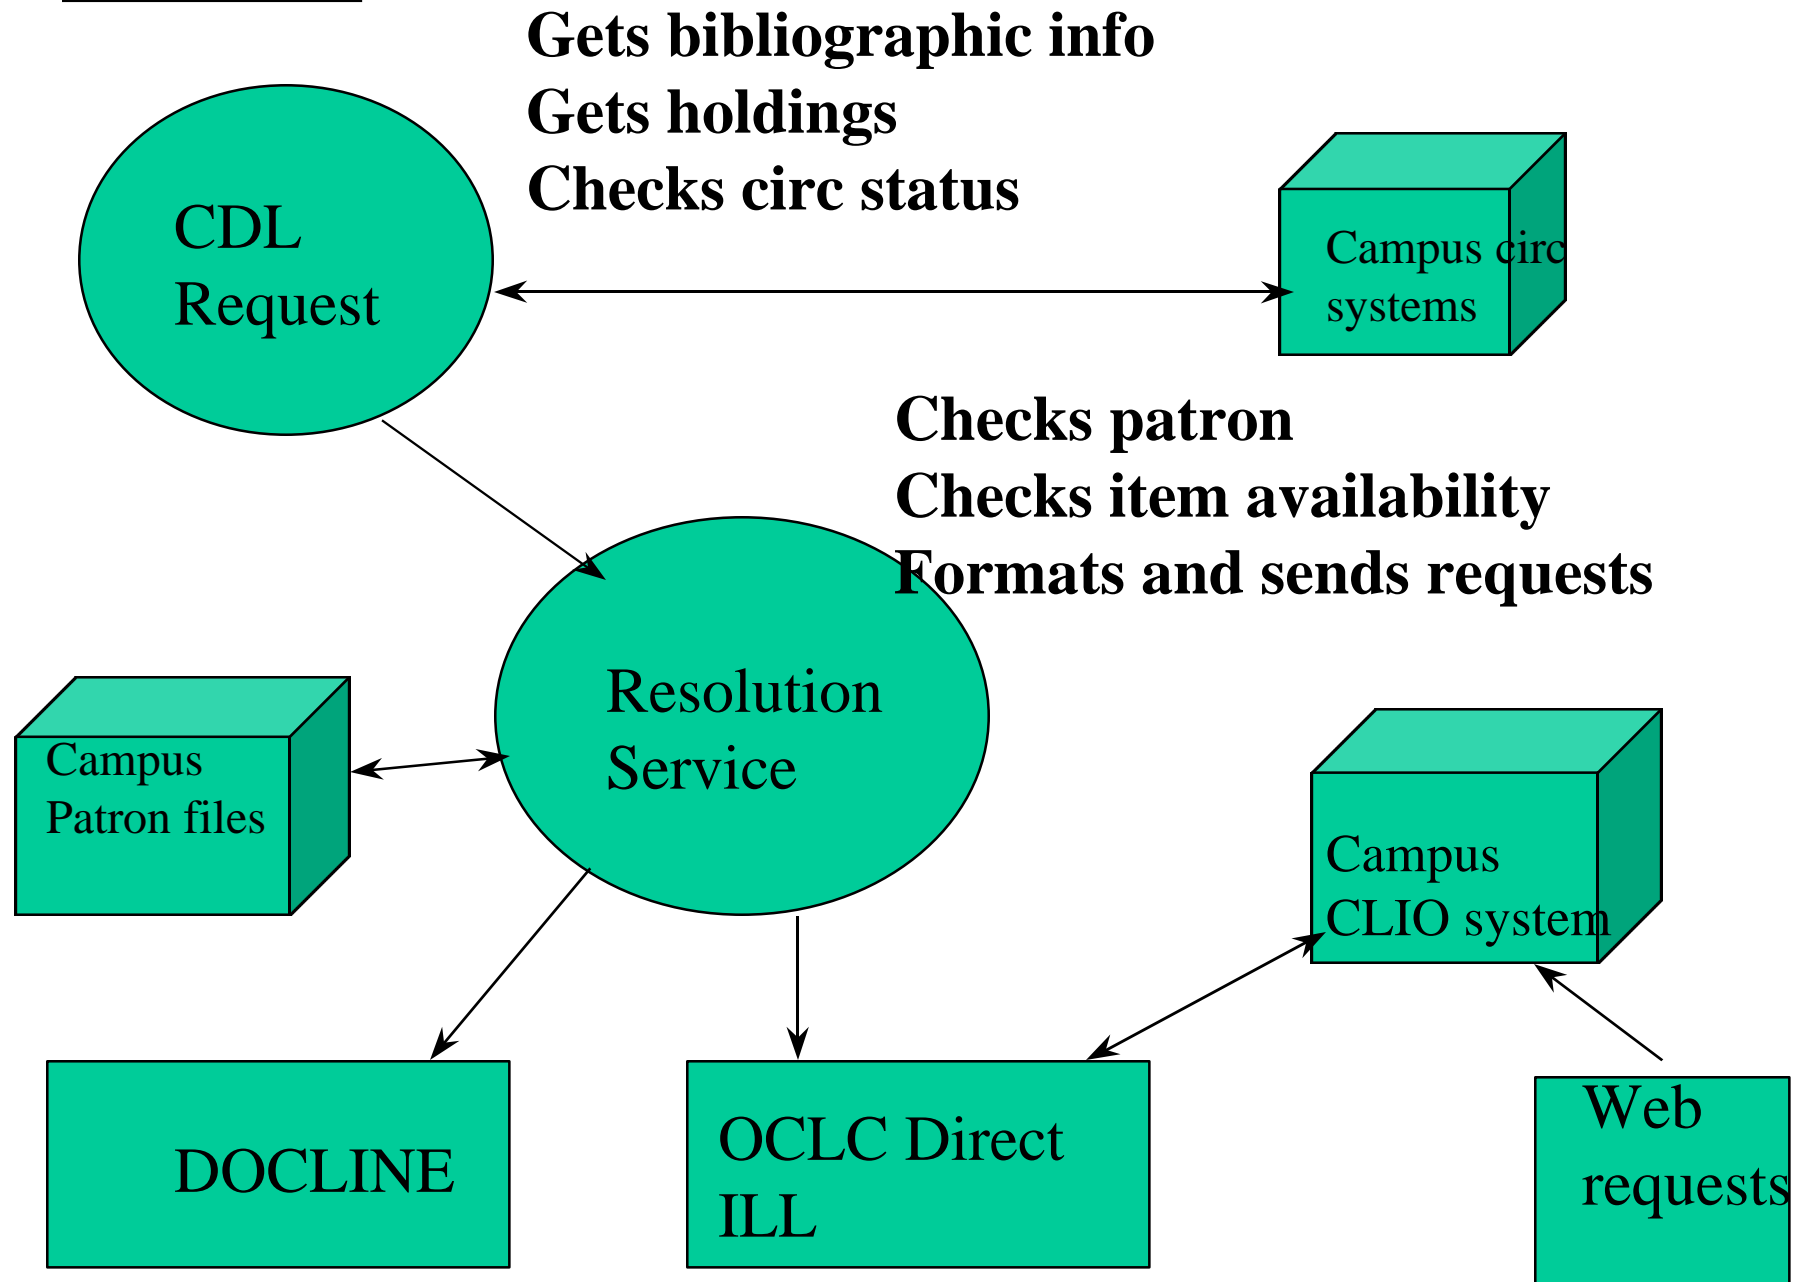 Gets bibliographic info
Gets holdings
Checks circ status
CDL
Request
Campus circ
systems
Checks patron
Checks item availability
Formats and sends requests
Resolution
Service
Campus
Patron files
Campus
CLIO system
DOCLINE
OCLC Direct
ILL
Web
requests